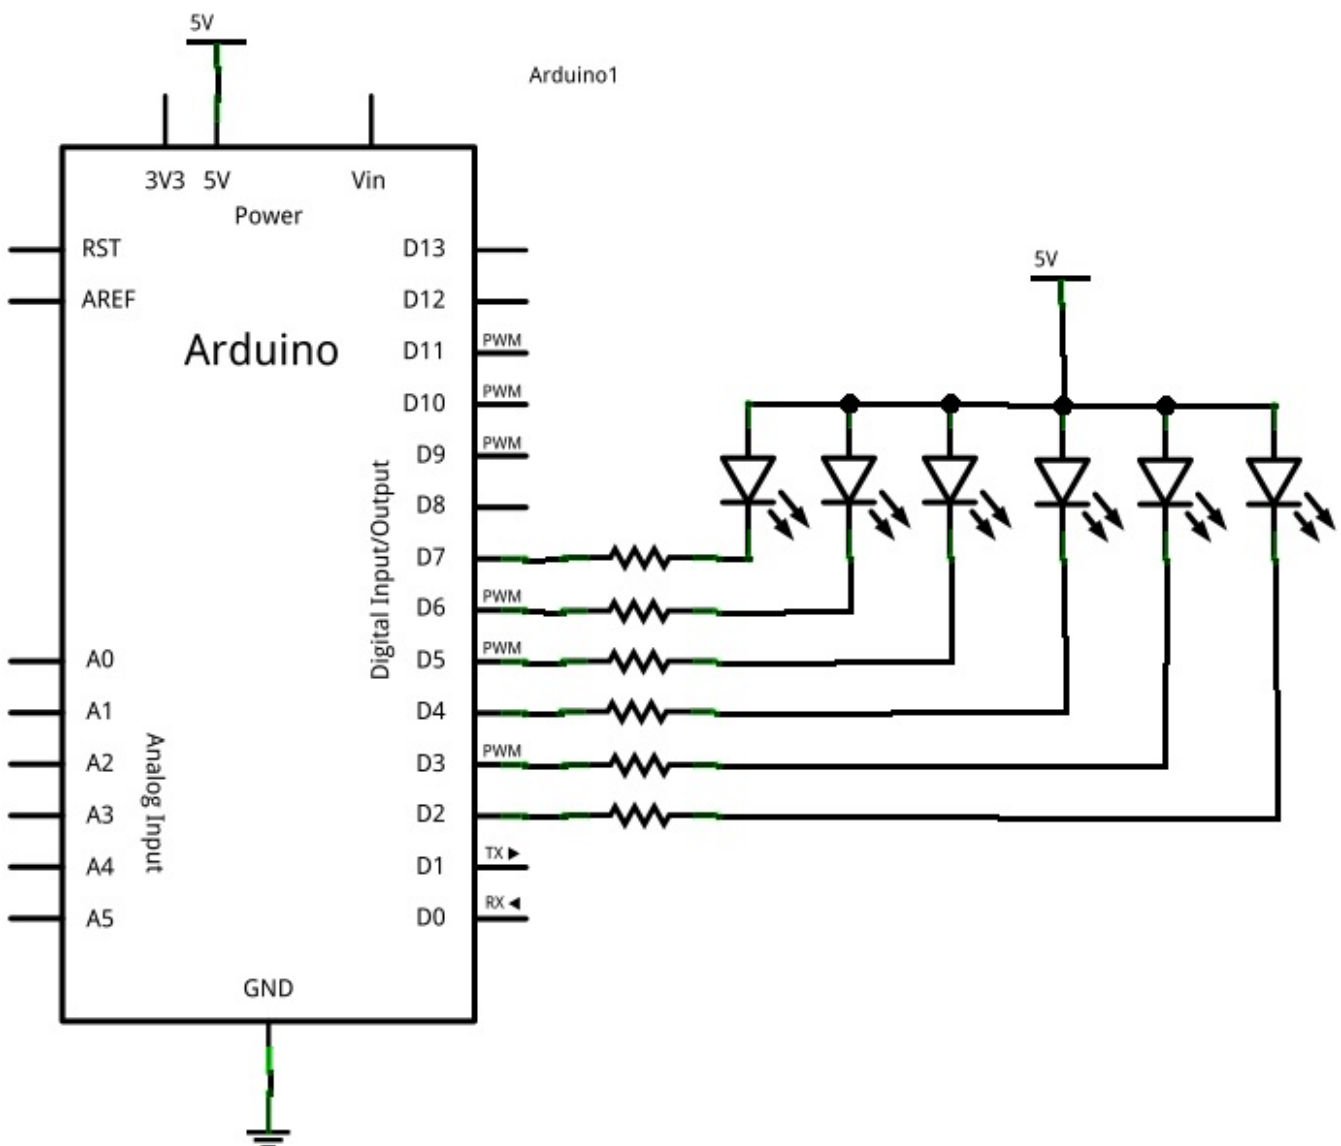 5V
Arduino1
3V3 5V Vin
Power
RST D13
AREF D12
Arduino
PWM
D11
PWM
D10
PWM
D9
D8
D7
PWM
D6
PWM
D5
D4
PWM
D3
D2
TX
D1
RX
D0
Digital Input/Output
A0
A1
A2
A3
A4
A5
Analog Input
GND
5V